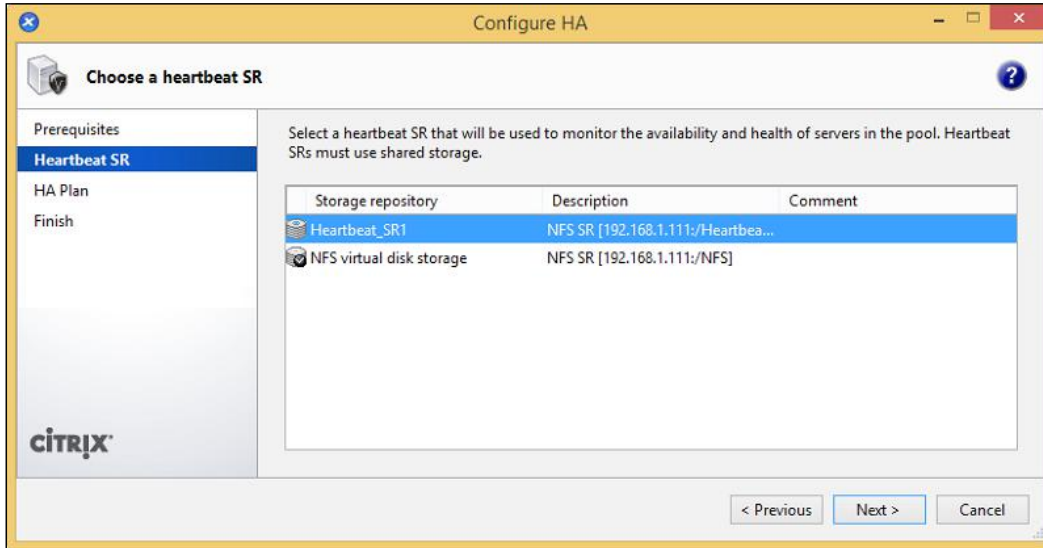 Configure HA
Choose a heartbeat SR
Prerequisites
Heartbeat SR
HA Plan
Finish
Select a heartbeat SR that will be used to monitor the availability and health of servers in the pool. Heartbeat
SRs must use shared storage.
Storage repository Description Comment
Heartbeat_SR1 NFS SR [192.168.1.111:/Heartbea...
NFS virtual disk storage NFS SR [192.168.1.111:/NFS]
CITRIX
< Previous Next > Cancel